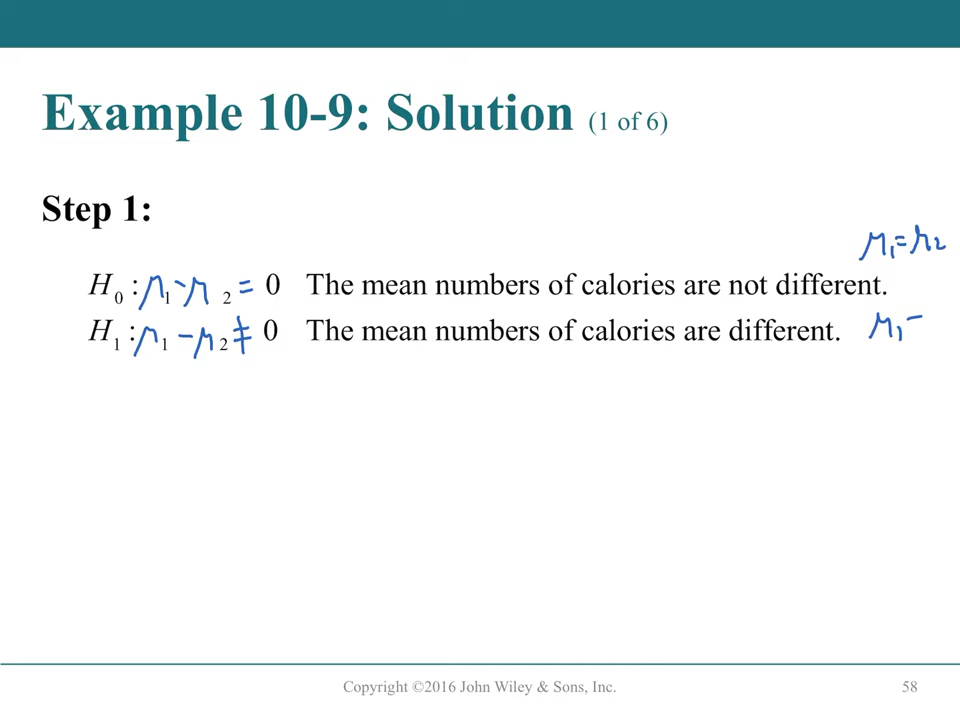 Example 10-9: Solution (1 of 6)
Step 1:
μ₁ = μ₂
H₀ : μ₁ − μ₂ = 0 The mean numbers of calories are not different.
H₁ : μ₁ − μ₂ ≠ 0 The mean numbers of calories are different. μ₁ −
Copyright ©2016 John Wiley & Sons, Inc. 58